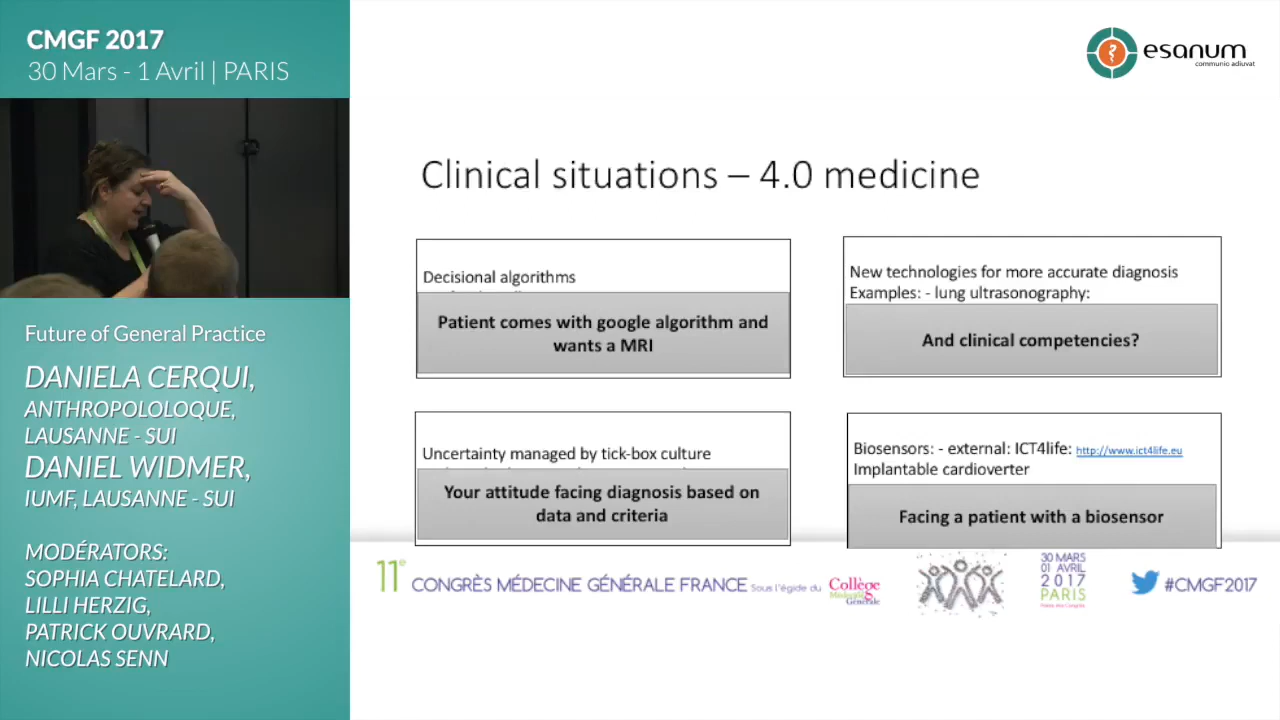 CMGF 2017
30 Mars - 1 Avril | PARIS
esanum
communio adiuvat
Clinical situations – 4.0 medicine
Decisional algorithms
Patient comes with google algorithm and
wants a MRI
New technologies for more accurate diagnosis
Examples: - lung ultrasonography:
And clinical competencies?
Uncertainty managed by tick-box culture
Your attitude facing diagnosis based on
data and criteria
Biosensors: - external: ICT4life: http://www.ict4life.eu
Implantable cardioverter
Facing a patient with a biosensor
Future of General Practice
DANIELA CERQUI,
ANTHROPOLOLOQUE,
LAUSANNE - SUI
DANIEL WIDMER,
IUMF, LAUSANNE - SUI
MODÉRATORS:
SOPHIA CHATELARD,
LILLI HERZIG,
PATRICK OUVRARD,
NICOLAS SENN
11e CONGRÈS MÉDECINE GÉNÉRALE FRANCE Sous l'égide du
Collège
Médecine
Générale
30 MARS
01 AVRIL
2017
PARIS
#CMGF2017